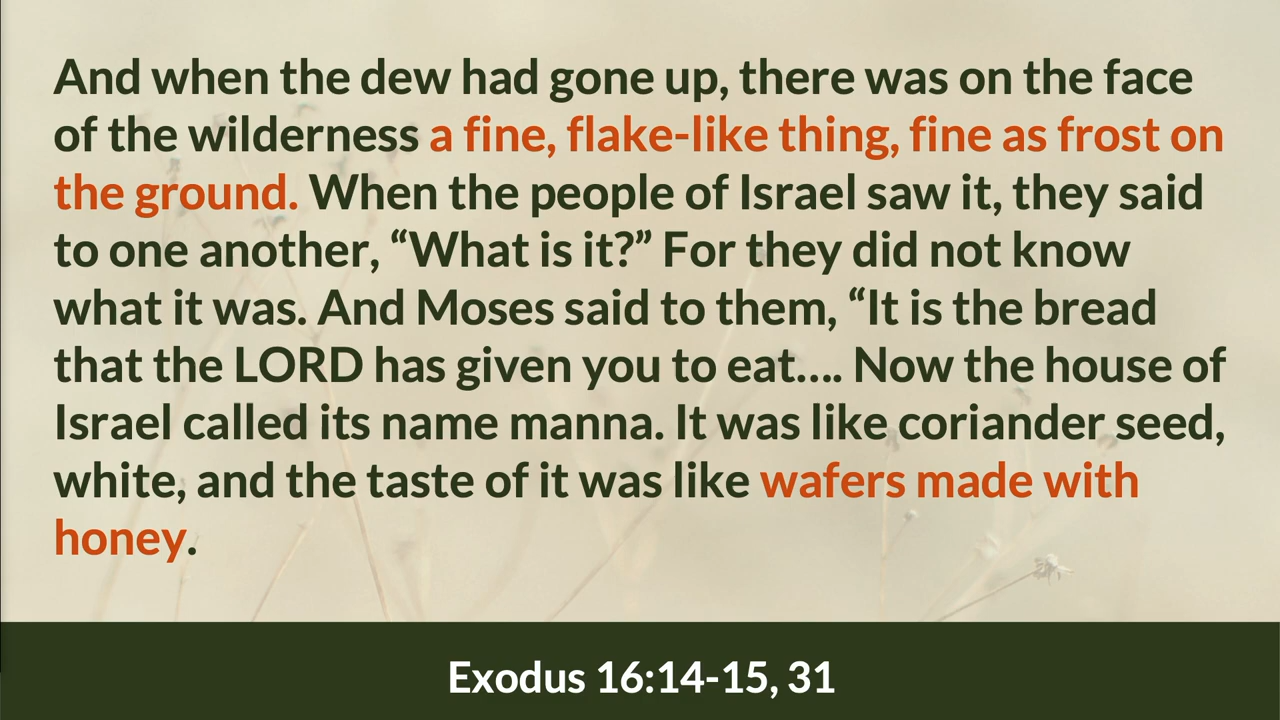 And when the dew had gone up, there was on the face
of the wilderness a fine, flake-like thing, fine as frost on
the ground. When the people of Israel saw it, they said
to one another, “What is it?” For they did not know
what it was. And Moses said to them, “It is the bread
that the LORD has given you to eat.... Now the house of
Israel called its name manna. It was like coriander seed,
white, and the taste of it was like wafers made with
honey.
Exodus 16:14-15, 31